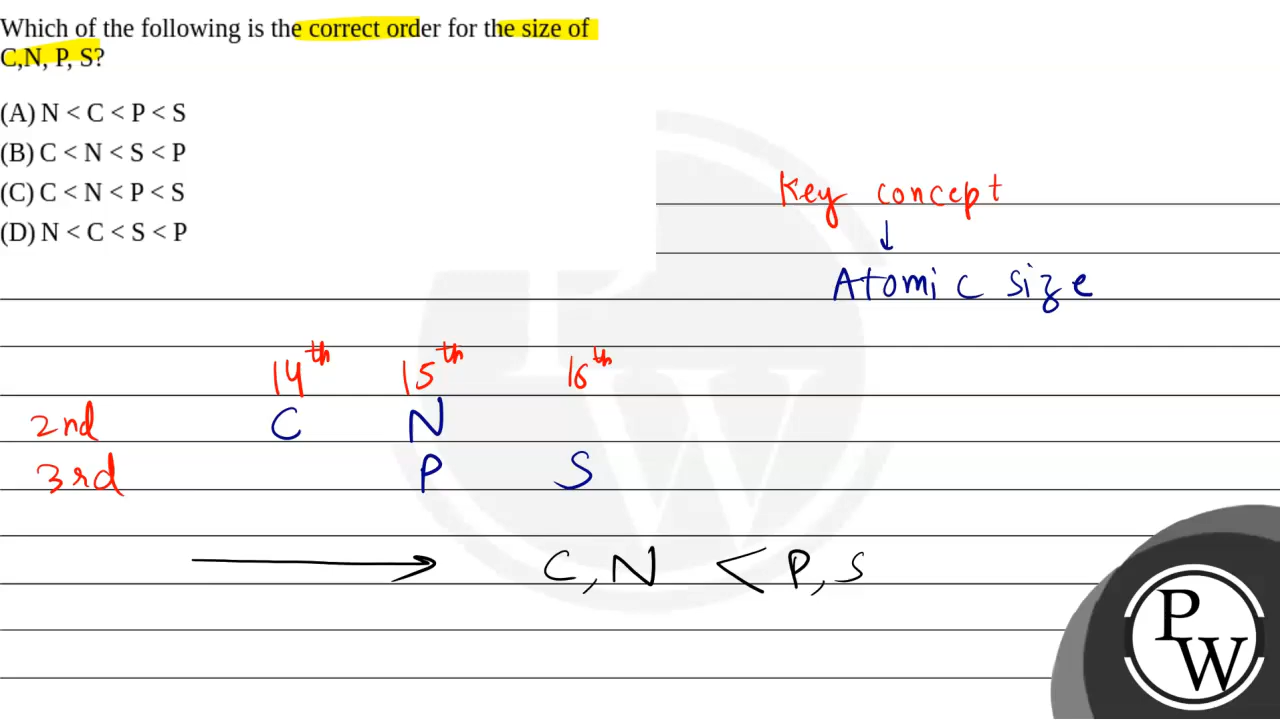 Which of the following is the correct order for the size of
C,N, P, S?
(A) N < C < P < S
(B) C < N < S < P
(C) C < N < P < S
(D) N < C < S < P
Key concept
↓
Atomic size
14th 15th 16th
2nd C N
3rd P S
→ C, N < P, S
P
W